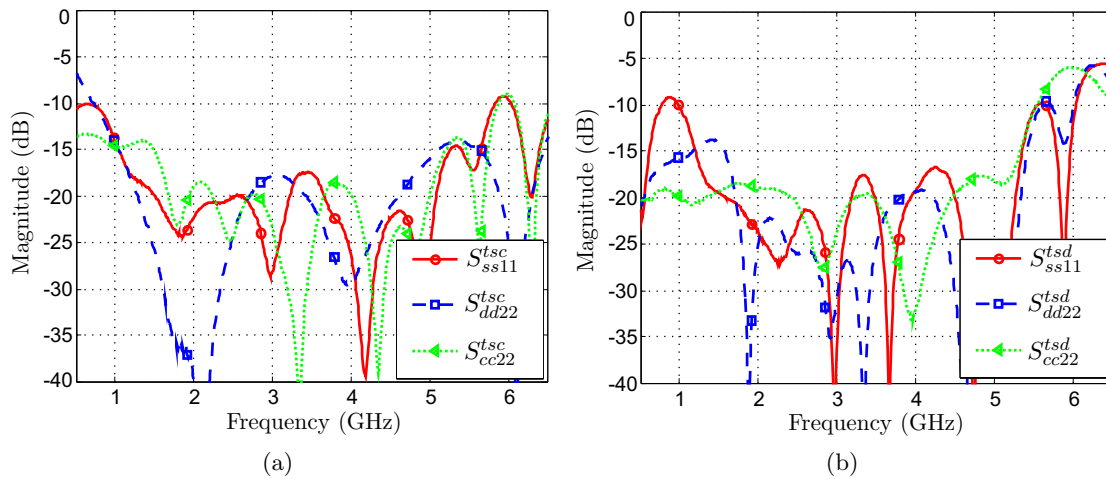 0
-5
-10
-15
-20
-25
-30
-35
-40
Magnitude (dB)
1 2 3 4 5 6
Frequency (GHz)
S^{tsc}_{ss11}
S^{tsc}_{dd22}
S^{tsc}_{cc22}
(a)
0
-5
-10
-15
-20
-25
-30
-35
-40
Magnitude (dB)
1 2 3 4 5 6
Frequency (GHz)
S^{tsd}_{ss11}
S^{tsd}_{dd22}
S^{tsd}_{cc22}
(b)